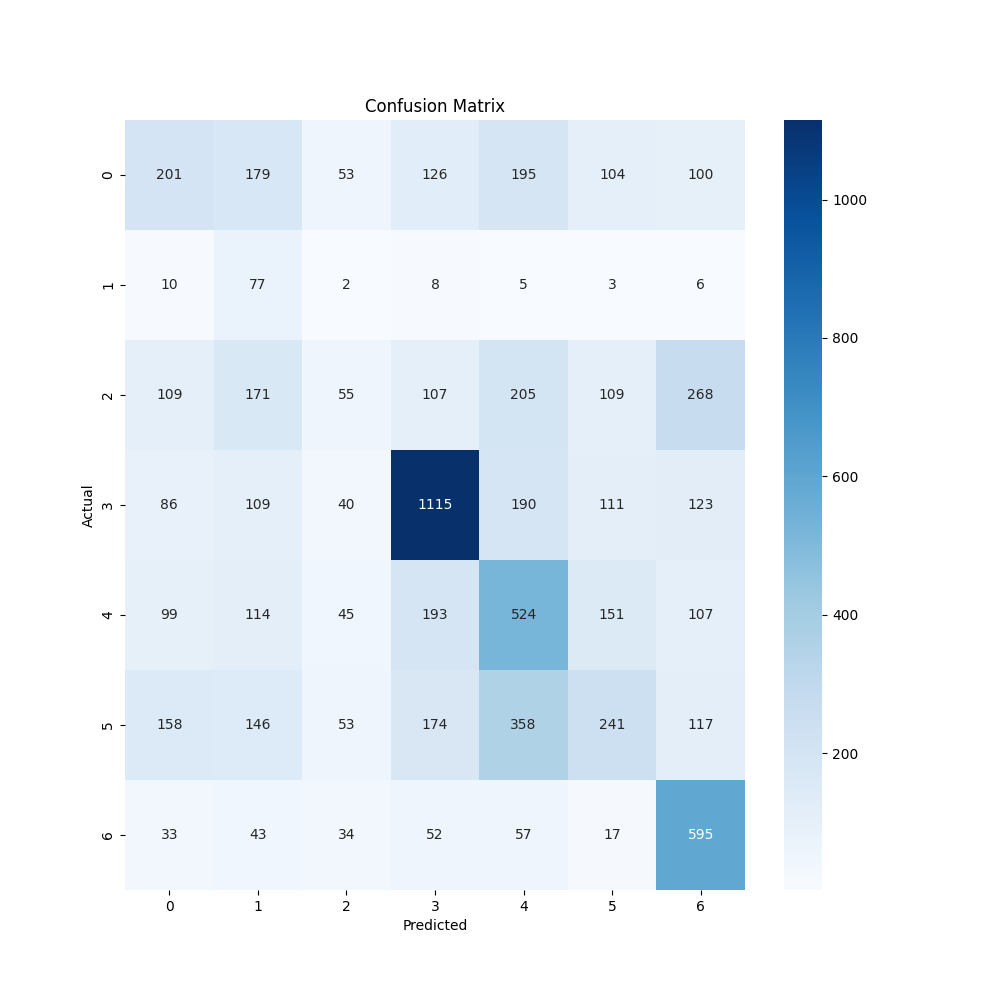 Confusion Matrix
0 201 179 53 126 195 104 100
1 10 77 2 8 5 3 6
2 109 171 55 107 205 109 268
3 86 109 40 1115 190 111 123
4 99 114 45 193 524 151 107
5 158 146 53 174 358 241 117
6 33 43 34 52 57 17 595
0 1 2 3 4 5 6
Predicted
Actual
1000
800
600
400
200